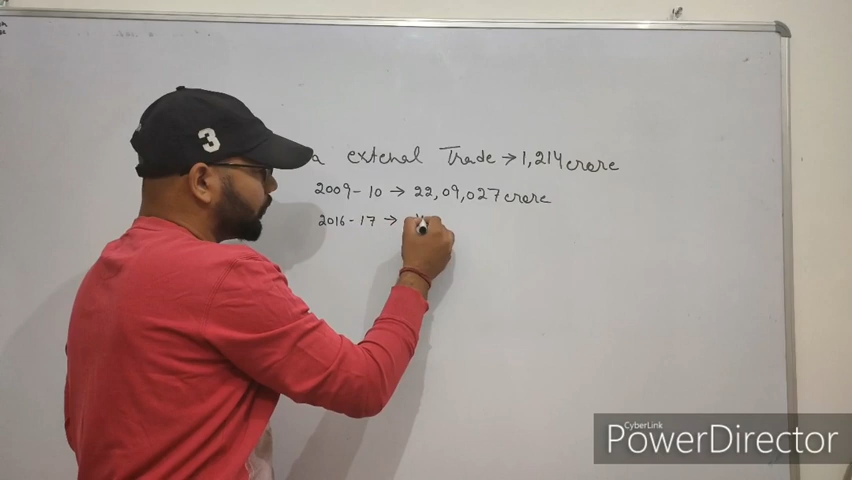 extenal Trade → 1,214 crore
2009-10 → 22,09,027 crore
2016-17 →
3
CyberLink
PowerDirector